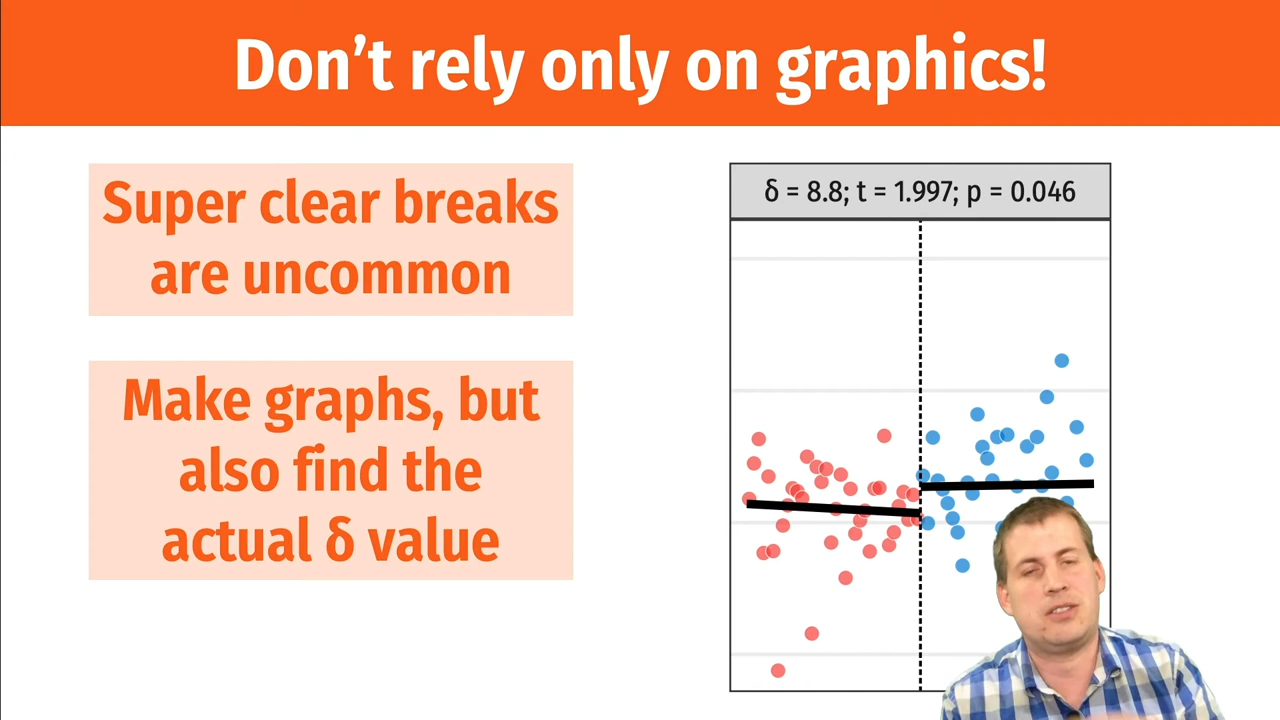 Don’t rely only on graphics!
Super clear breaks
are uncommon
Make graphs, but
also find the
actual δ value
δ = 8.8; t = 1.997; p = 0.046